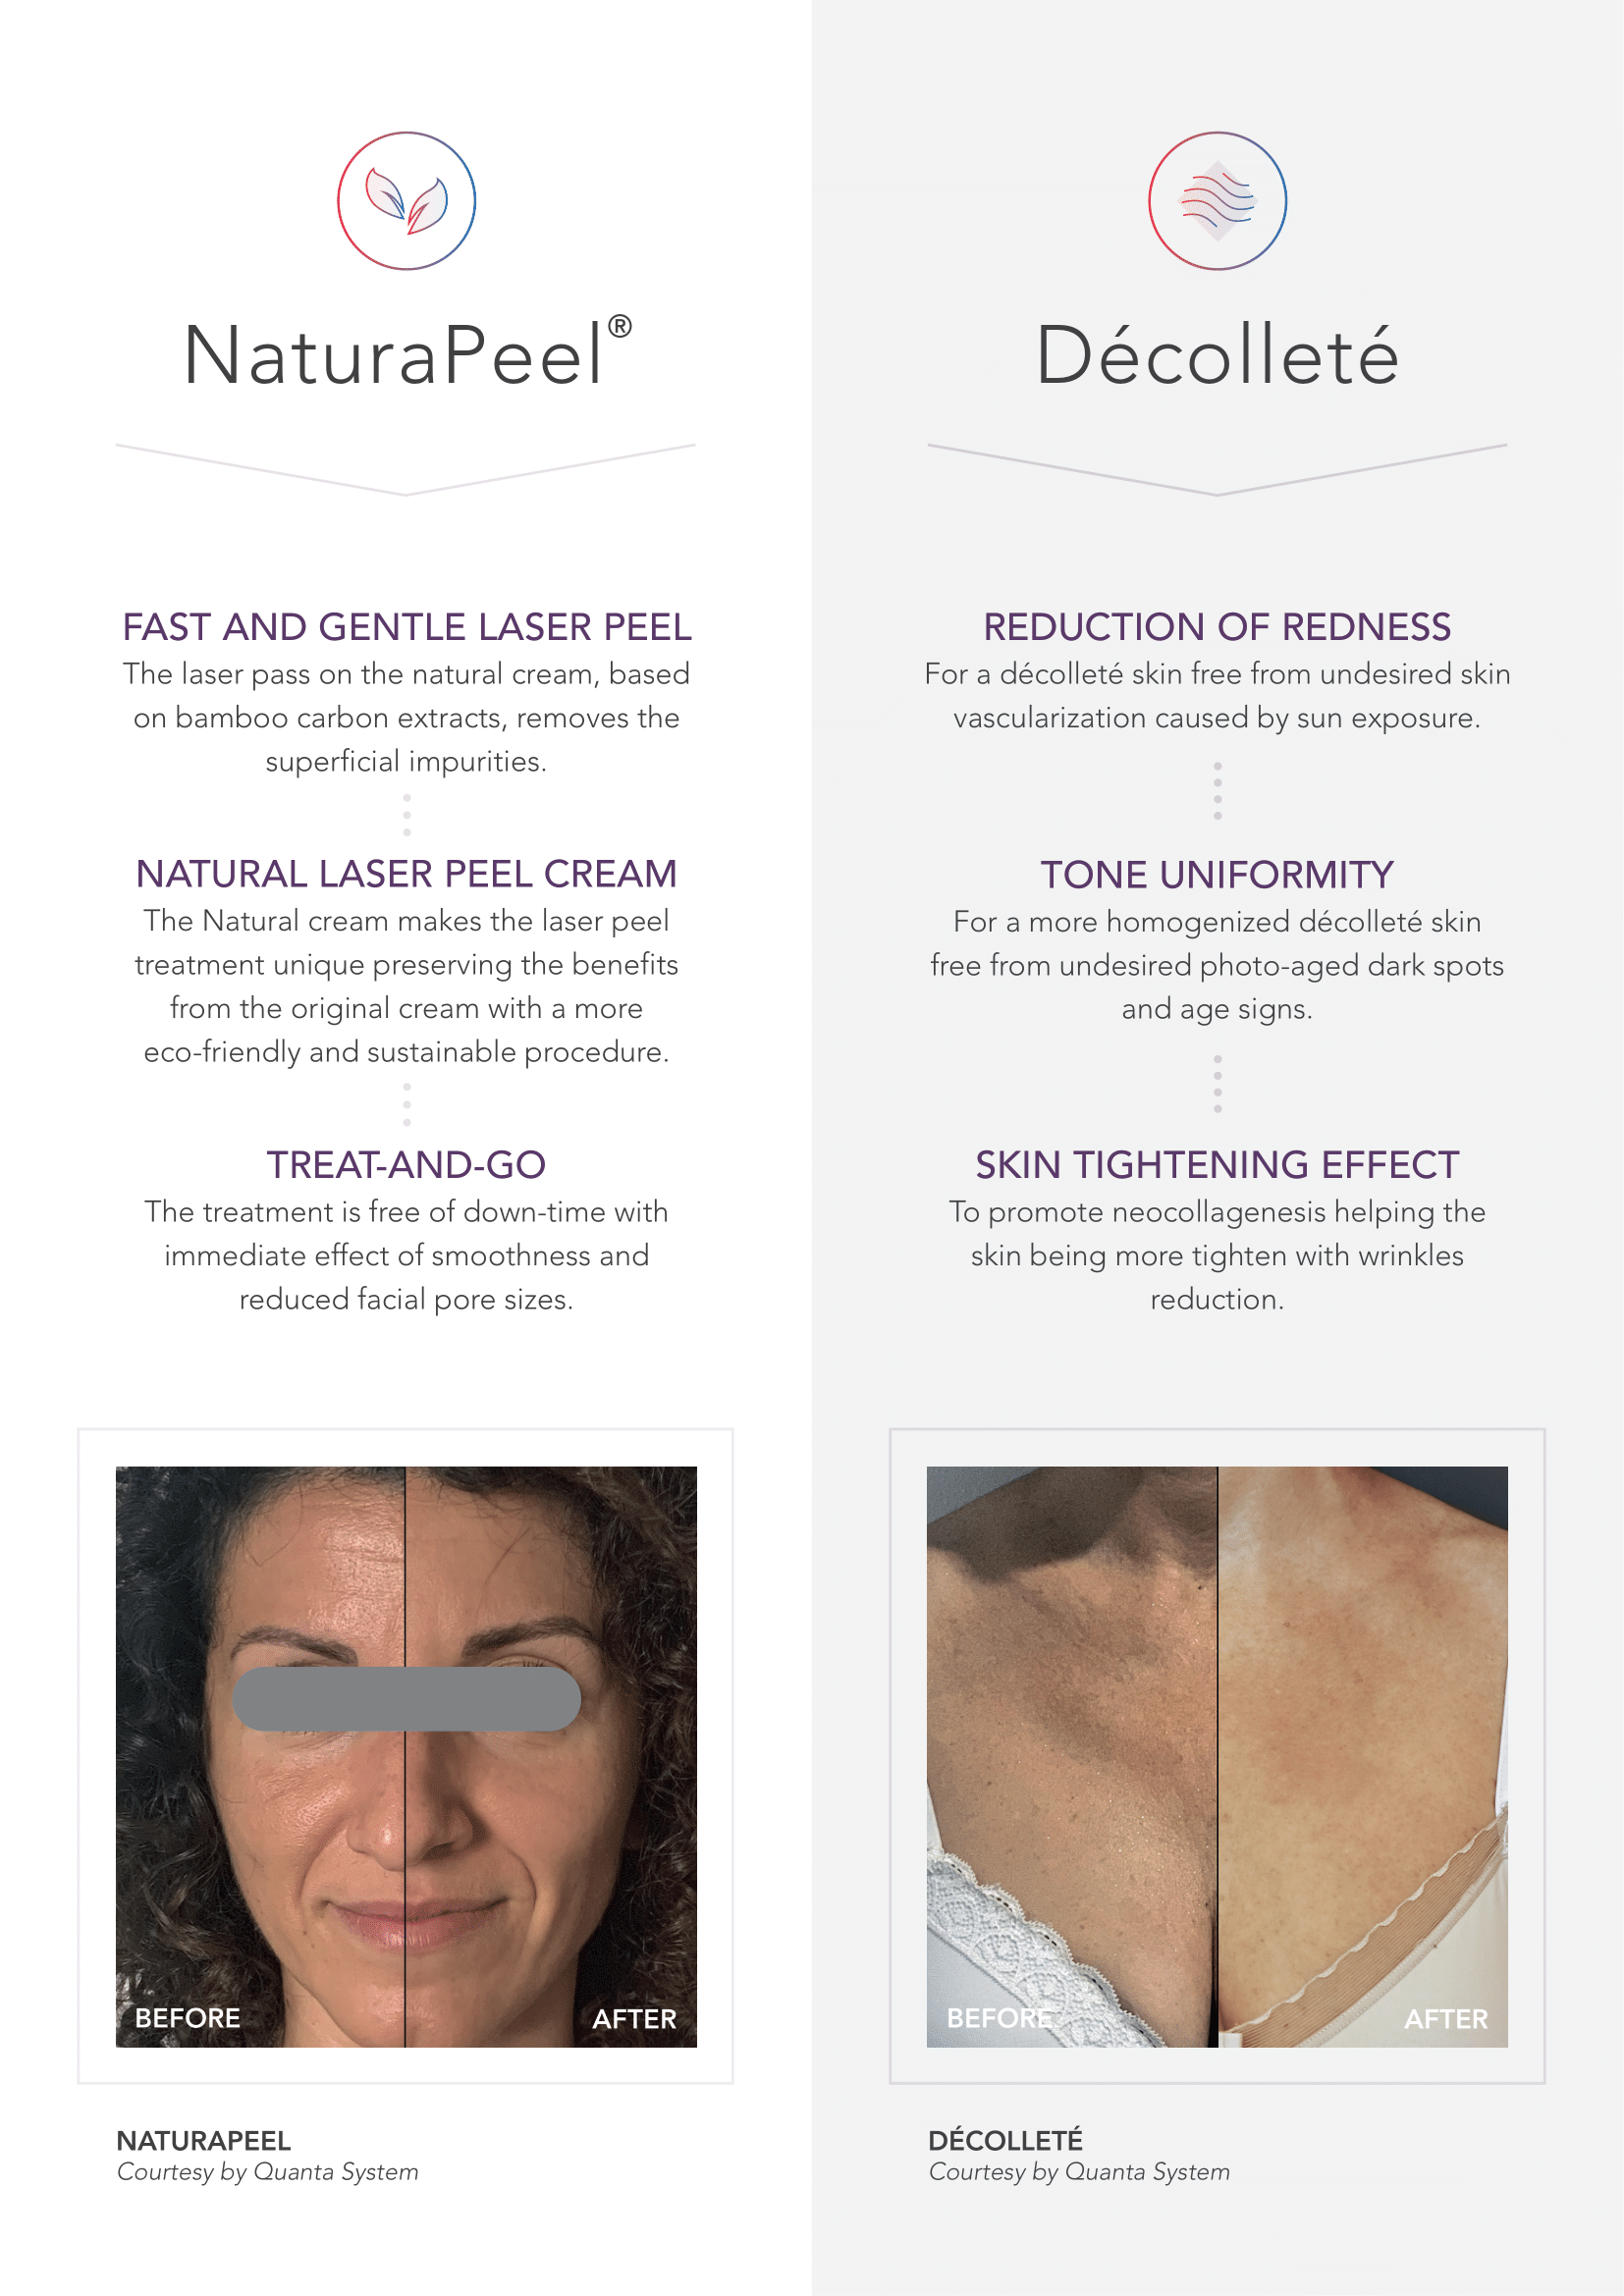 NaturaPeel®
FAST AND GENTLE LASER PEEL
The laser pass on the natural cream, based
on bamboo carbon extracts, removes the
superficial impurities.
NATURAL LASER PEEL CREAM
The Natural cream makes the laser peel
treatment unique preserving the benefits
from the original cream with a more
eco-friendly and sustainable procedure.
TREAT-AND-GO
The treatment is free of down-time with
immediate effect of smoothness and
reduced facial pore sizes.
BEFORE
AFTER
NATURAPEEL
Courtesy by Quanta System
Décolleté
REDUCTION OF REDNESS
For a décolleté skin free from undesired skin
vascularization caused by sun exposure.
TONE UNIFORMITY
For a more homogenized décolleté skin
free from undesired photo-aged dark spots
and age signs.
SKIN TIGHTENING EFFECT
To promote neocollagenesis helping the
skin being more tighten with wrinkles
reduction.
BEFORE
AFTER
DÉCOLLETÉ
Courtesy by Quanta System